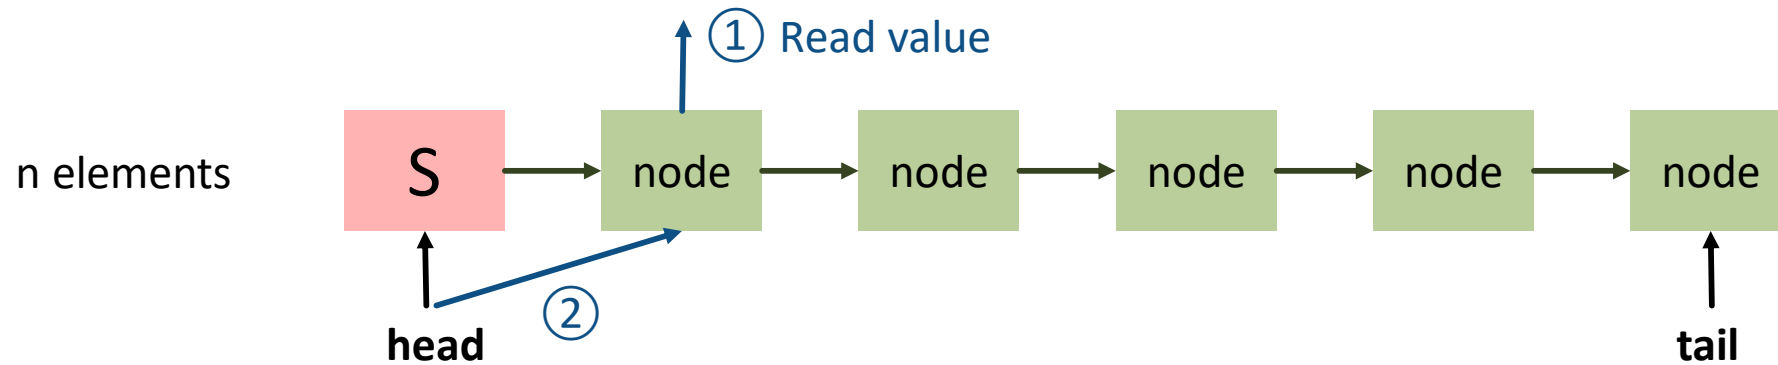 ① Read value
n elements
S
node
node
node
node
node
②
head
tail